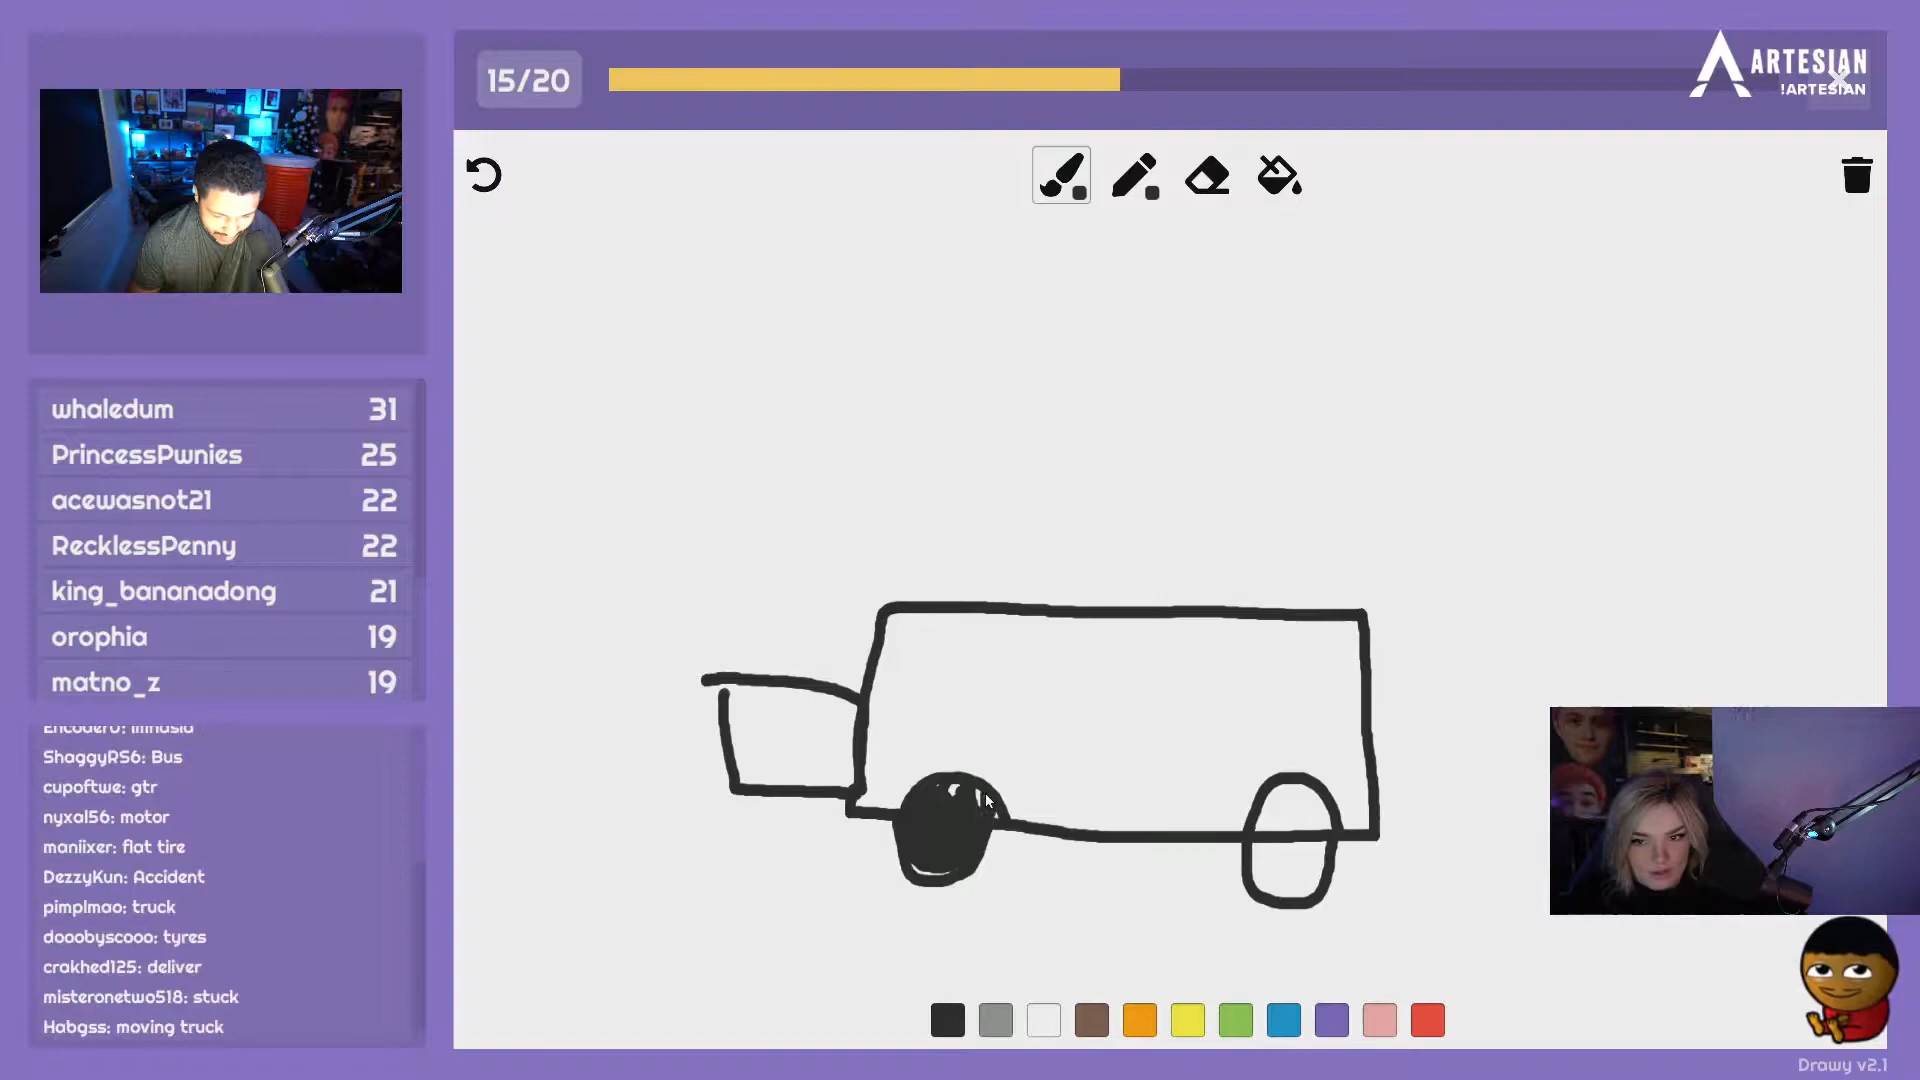 15/20
ARTESIAN
!ARTESIAN
whaledum 31
PrincessPwnies 25
acewasnot21 22
RecklessPenny 22
king_bananadong 21
orophia 19
matno_z 19
ShaggyRS6: Bus
cupoftwe: gtr
nyxal56: motor
maniixer: flat tire
DezzyKun: Accident
pimplmao: truck
dooobyscooo: tyres
crakhed125: deliver
misteronetwo518: stuck
Habgss: moving truck
Drawy v2.1